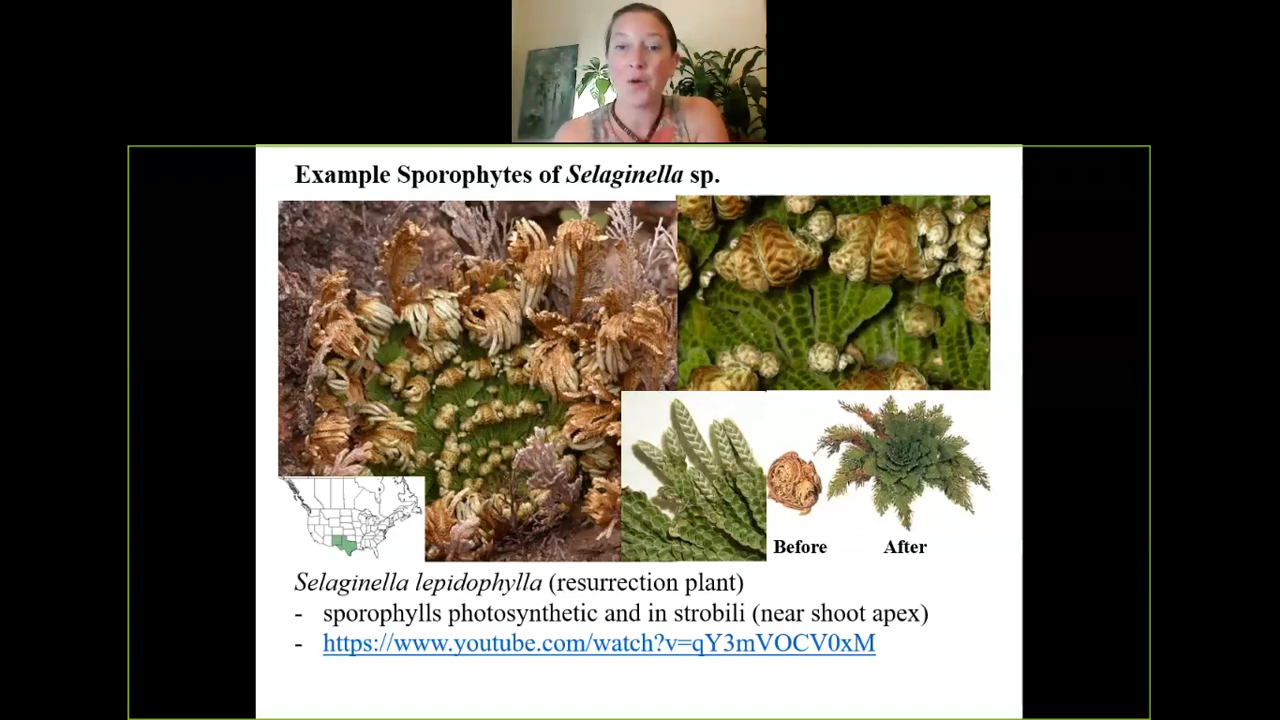 Example Sporophytes of Selaginella sp.
Before
After
Selaginella lepidophylla (resurrection plant)
- sporophylls photosynthetic and in strobili (near shoot apex)
- https://www.youtube.com/watch?v=qY3mVOCV0xM